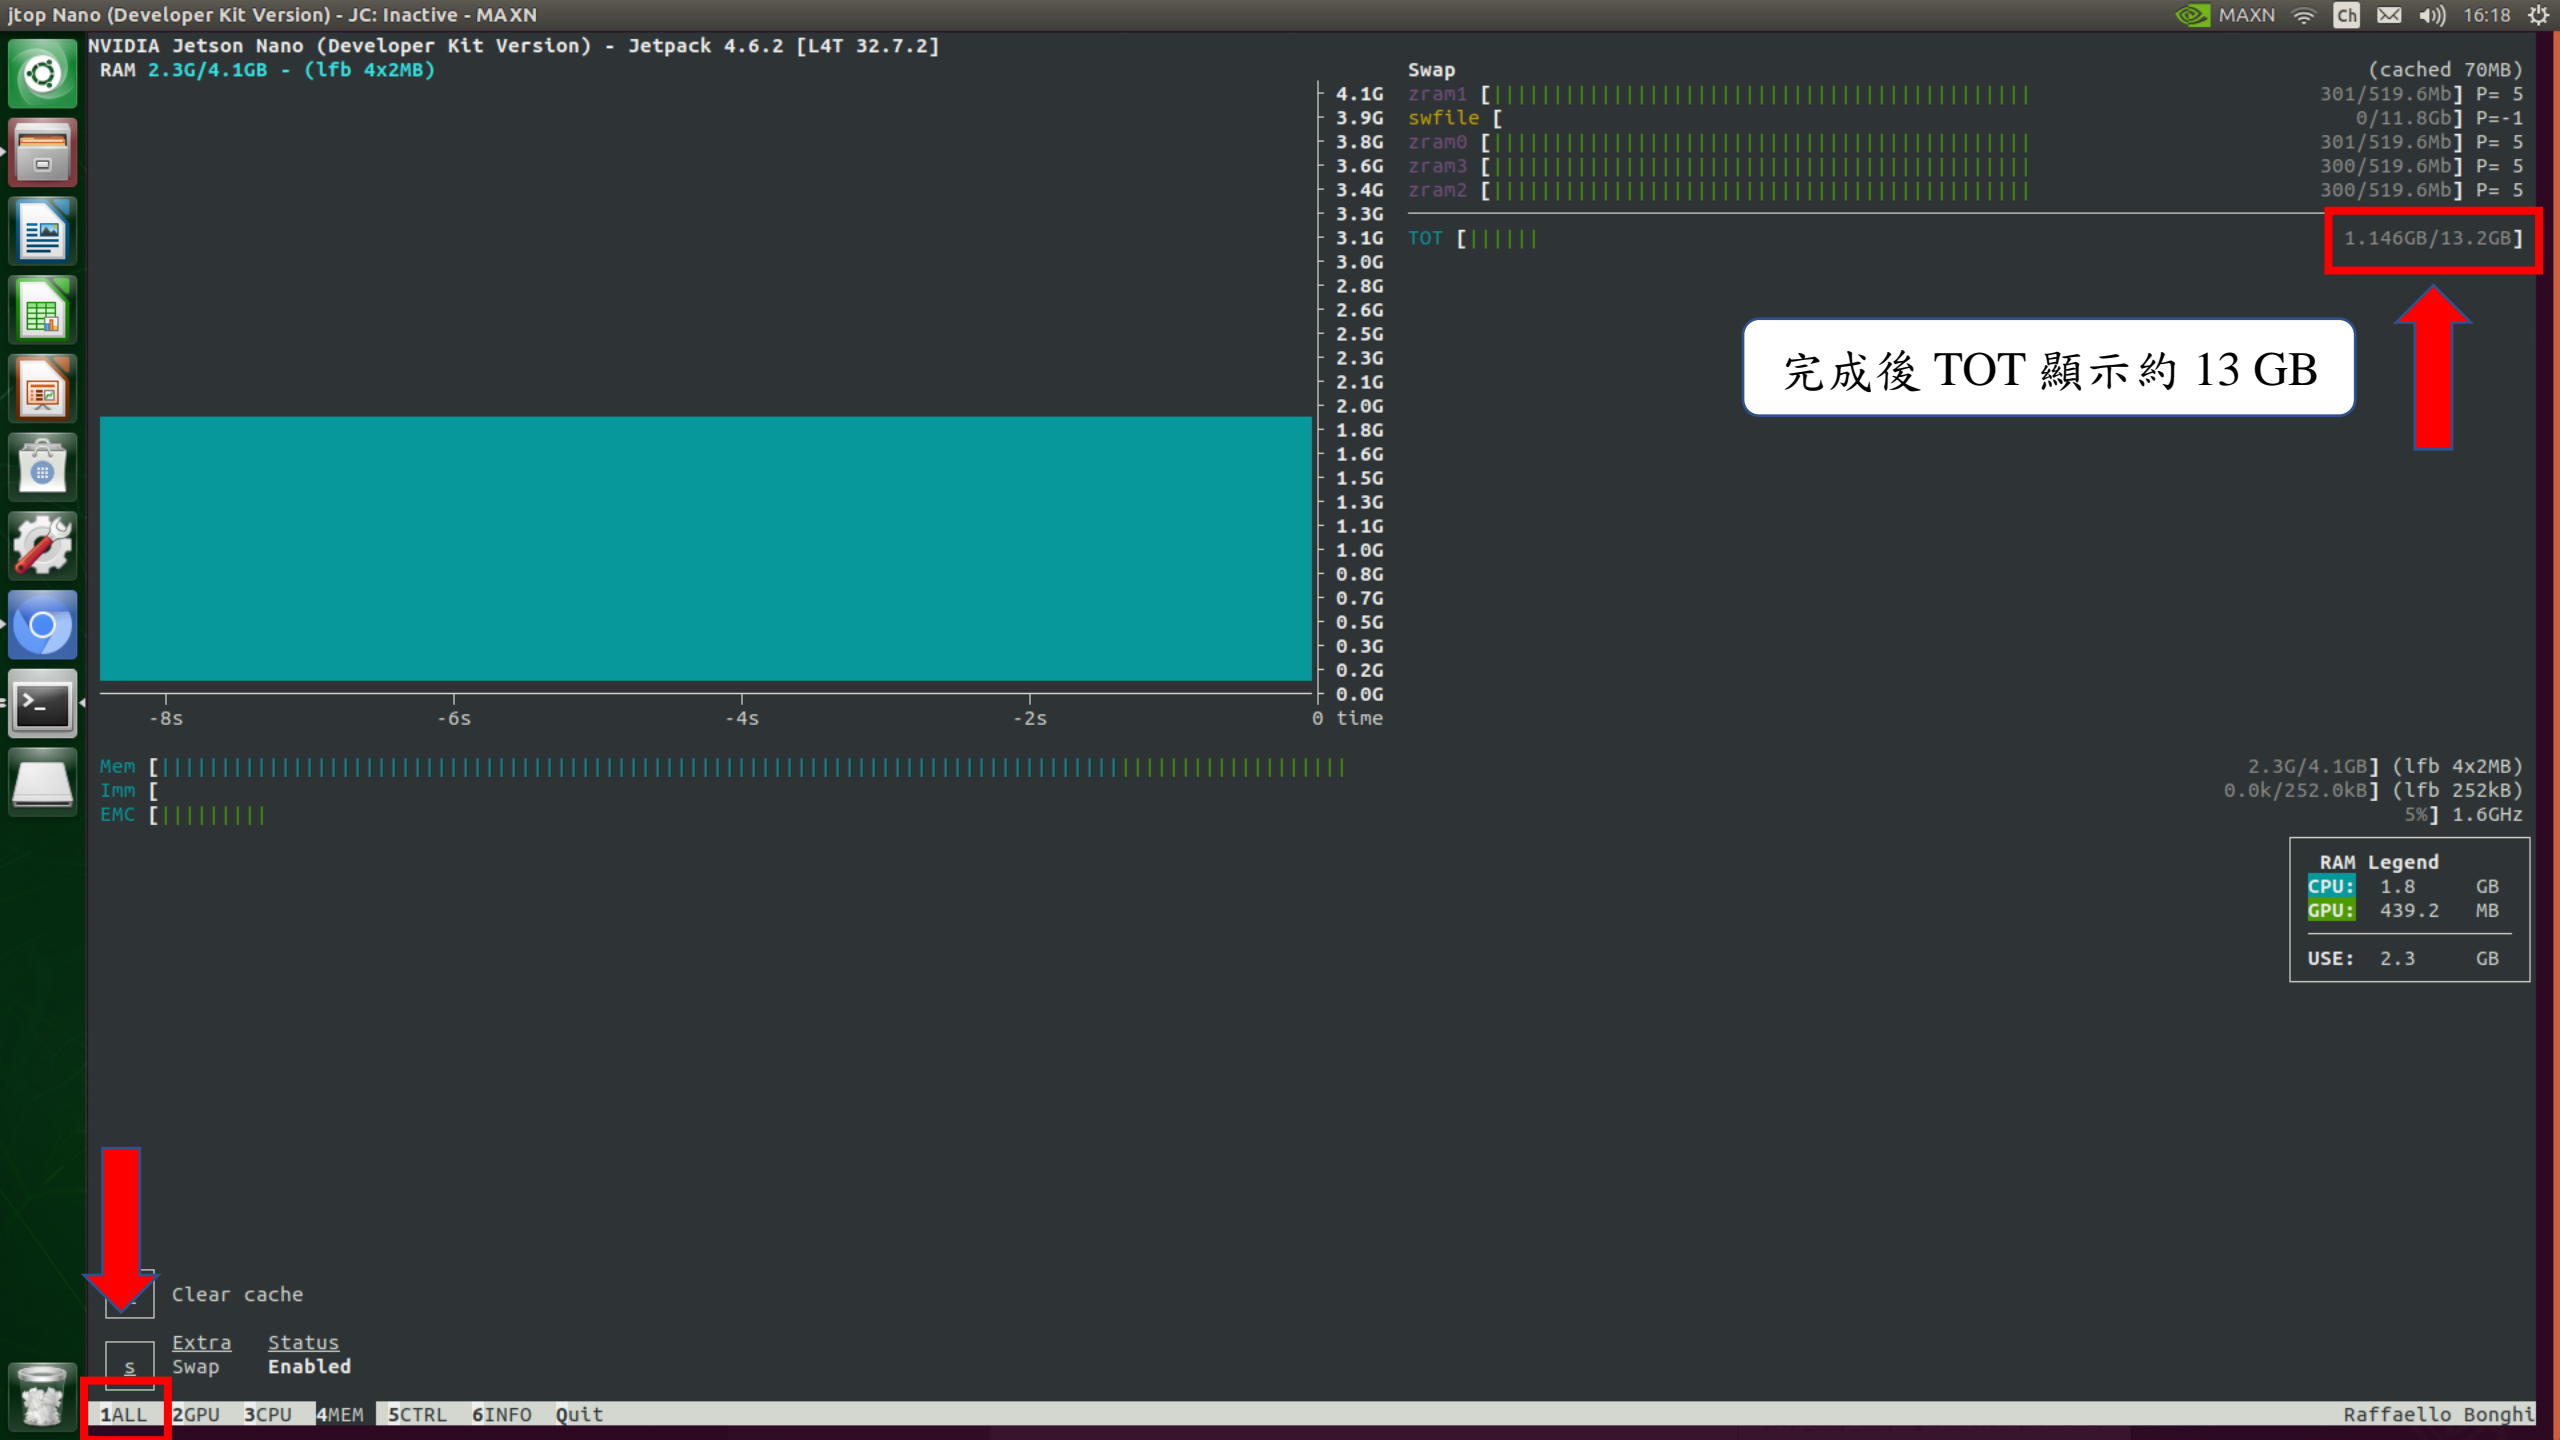 jtop Nano (Developer Kit Version) - JC: Inactive - MAXN
MAXN Ch 16:18
NVIDIA Jetson Nano (Developer Kit Version) - Jetpack 4.6.2 [L4T 32.7.2]
RAM 2.3G/4.1GB - (lfb 4x2MB)
4.1G
3.9G
3.8G
3.6G
3.4G
3.3G
3.1G
3.0G
2.8G
2.6G
2.5G
2.3G
2.1G
2.0G
1.8G
1.6G
1.5G
1.3G
1.1G
1.0G
0.8G
0.7G
0.5G
0.3G
0.2G
0.0G
-8s -6s -4s -2s 0 time
Swap (cached 70MB)
zram1 [ 301/519.6Mb] P= 5
swfile [ 0/11.8Gb] P=-1
zram0 [ 301/519.6Mb] P= 5
zram3 [ 300/519.6Mb] P= 5
zram2 [ 300/519.6Mb] P= 5
TOT [|||||| 1.146GB/13.2GB]
完成後 TOT 顯示約 13 GB
Mem [ 2.3G/4.1GB] (lfb 4x2MB)
Imm [ 0.0k/252.0kB] (lfb 252kB)
EMC [||||||||| 5%] 1.6GHz
RAM Legend
CPU: 1.8 GB
GPU: 439.2 MB
USE: 2.3 GB
Clear cache
Extra Status
s Swap Enabled
1ALL 2GPU 3CPU 4MEM 5CTRL 6INFO Quit Raffaello Bonghi